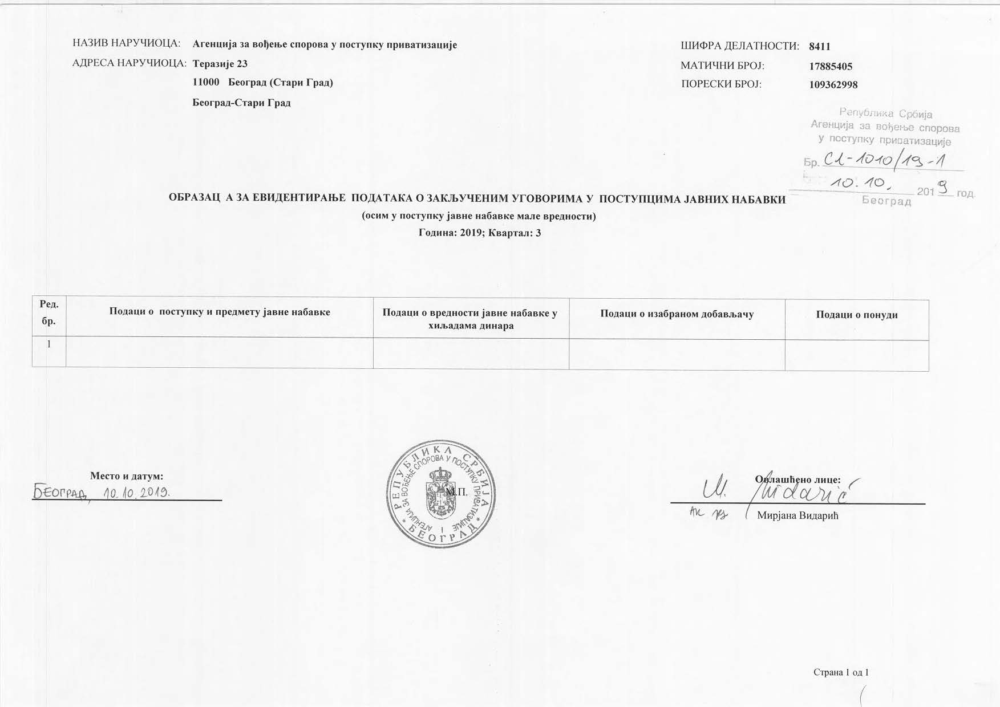 НАЗИВ НАРУЧИОЦА: Агенција за вођење спорова у поступку приватизације
АДРЕСА НАРУЧИОЦА: Теразије 23
11000 Београд (Стари Град)
Београд-Стари Град
ШИФРА ДЕЛАТНОСТИ: 8411
МАТИЧНИ БРОЈ: 17885405
ПОРЕСКИ БРОЈ: 109362998
Република Србија
Агенција за вођење спорова
у поступку приватизације
Бр. СЛ-1010/19-1
10.10. 2019 год.
Београд
ОБРАЗАЦ А ЗА ЕВИДЕНТИРАЊЕ ПОДАТАКА О ЗАКЉУЧЕНИМ УГОВОРИМА У ПОСТУПЦИМА ЈАВНИХ НАБАВКИ
(осим у поступку јавне набавке мале вредности)
Година: 2019; Квартал: 3
Ред.
бр.
Подаци о поступку и предмету јавне набавке
Подаци о вредности јавне набавке у
хиљадама динара
Подаци о изабраном добављачу
Подаци о понуди
1
Место и датум:
БЕОГРАД, 10.10.2019.
РЕПУБЛИКА СРБИЈА
АГЕНЦИЈА ЗА ВОЂЕЊЕ СПОРОВА У ПОСТУПКУ ПРИВАТИЗАЦИЈЕ
I
* БЕОГРАД *
М.П.
Овлашћено лице:
M. Vidarić
Мирјана Видарић
Страна 1 од 1